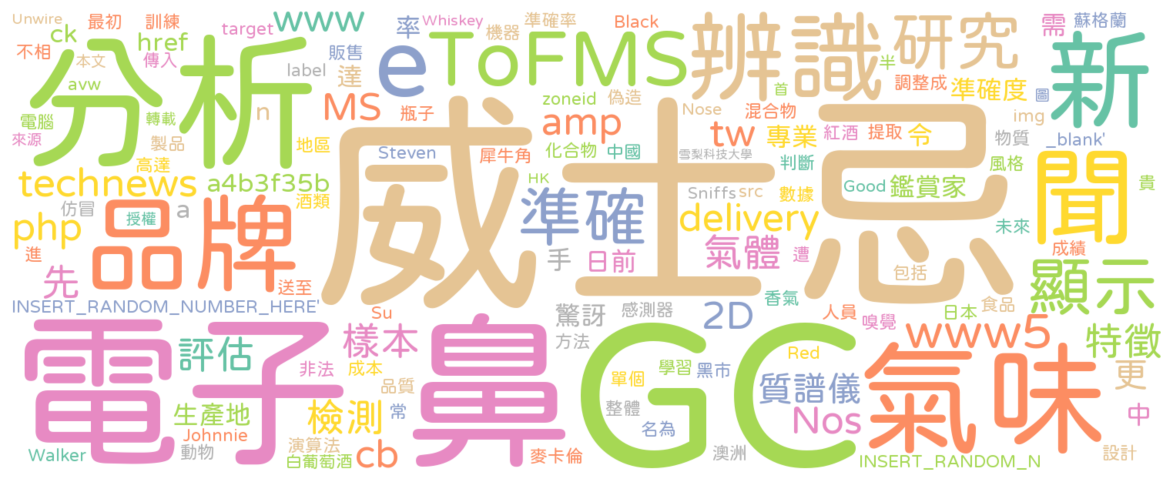 Unwire 最初 訓練 target www
不相 ck href 傳入 率
本文 avw label 販售 達
分析 e ToFMS 辨識 研究 新
Whiskey 機器 準確率 Black 半 需 蘇格蘭
調整成 準確度 圖
首 img
電腦 轉載 n MS 瓶子 zoneid 偽造 Nose 混合物
來源 製品 地區 amp tw 專業 紅酒 提取 令 物質 _blank'
高達 Steven 犀牛角 化合物 中國 雪梨科技大學 判斷 風格
technews a4b3f35b HK Sniffs src 數據 Good 鑑賞家 貴
仿冒 授權 a 酒類 準確 delivery 未來
php 品牌 威士忌 聞
進 先 送至 手 日前 氣體 遭 成績
包括 顯示
INSERT_RANDOM_NUMBER_HERE' 驚訝 感測器 香氣 日本 食品
Su 2D 人員 嗅覺
電子鼻 評估 樣本 方法 GC www5 特徵
非法 成本 Red
單個 學習 黑市 質譜儀 氣味 更
生產地 檢測 品質 常 整體 Nos 中
Johnnie 名為
Walker 動物 演算法 白葡萄酒 cb 麥卡倫 澳洲 INSERT_RANDOM_N 設計